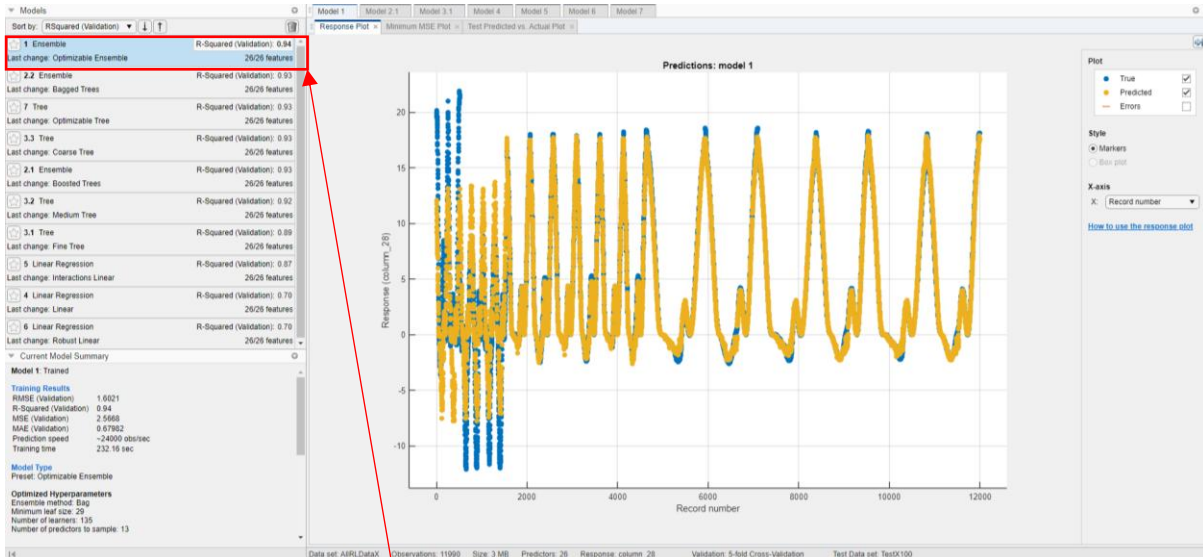 Models
Sort by: RSquared (Validation)
1 Ensemble R-Squared (Validation): 0.94
Last change: Optimizable Ensemble 26/26 features
2.2 Ensemble R-Squared (Validation): 0.93
Last change: Bagged Trees 26/26 features
7 Tree R-Squared (Validation): 0.93
Last change: Optimizable Tree 26/26 features
3.3 Tree R-Squared (Validation): 0.93
Last change: Coarse Tree 26/26 features
2.1 Ensemble R-Squared (Validation): 0.93
Last change: Boosted Trees 26/26 features
3.2 Tree R-Squared (Validation): 0.92
Last change: Medium Tree 26/26 features
3.1 Tree R-Squared (Validation): 0.89
Last change: Fine Tree 26/26 features
5 Linear Regression R-Squared (Validation): 0.87
Last change: Interactions Linear 26/26 features
4 Linear Regression R-Squared (Validation): 0.70
Last change: Linear 26/26 features
6 Linear Regression R-Squared (Validation): 0.70
Last change: Robust Linear 26/26 features
Current Model Summary
Model 1: Trained
Training Results
RMSE (Validation) 1.6021
R-Squared (Validation) 0.94
MSE (Validation) 2.5668
MAE (Validation) 0.67982
Prediction speed ~24000 obs/sec
Training time 232.16 sec
Model Type
Preset: Optimizable Ensemble
Optimized Hyperparameters
Ensemble method: Bag
Minimum leaf size: 29
Number of learners: 135
Number of predictors to sample: 13
Model 1 Model 2.1 Model 3.1 Model 4 Model 5 Model 6 Model 7
Response Plot Minimum MSE Plot Test Predicted vs. Actual Plot
Predictions: model 1
20
15
10
5
0
-5
-10
Response (column_28)
0 2000 4000 6000 8000 10000 12000
Record number
Plot
True
Predicted
Errors
Style
Markers
Box plot
X-axis
X: Record number
How to use the response plot
Data set: AllRLDataX Observations: 11990 Size: 3 MB Predictors: 26 Response: column_28 Validation: 5-fold Cross-Validation Test Data set: TestX100